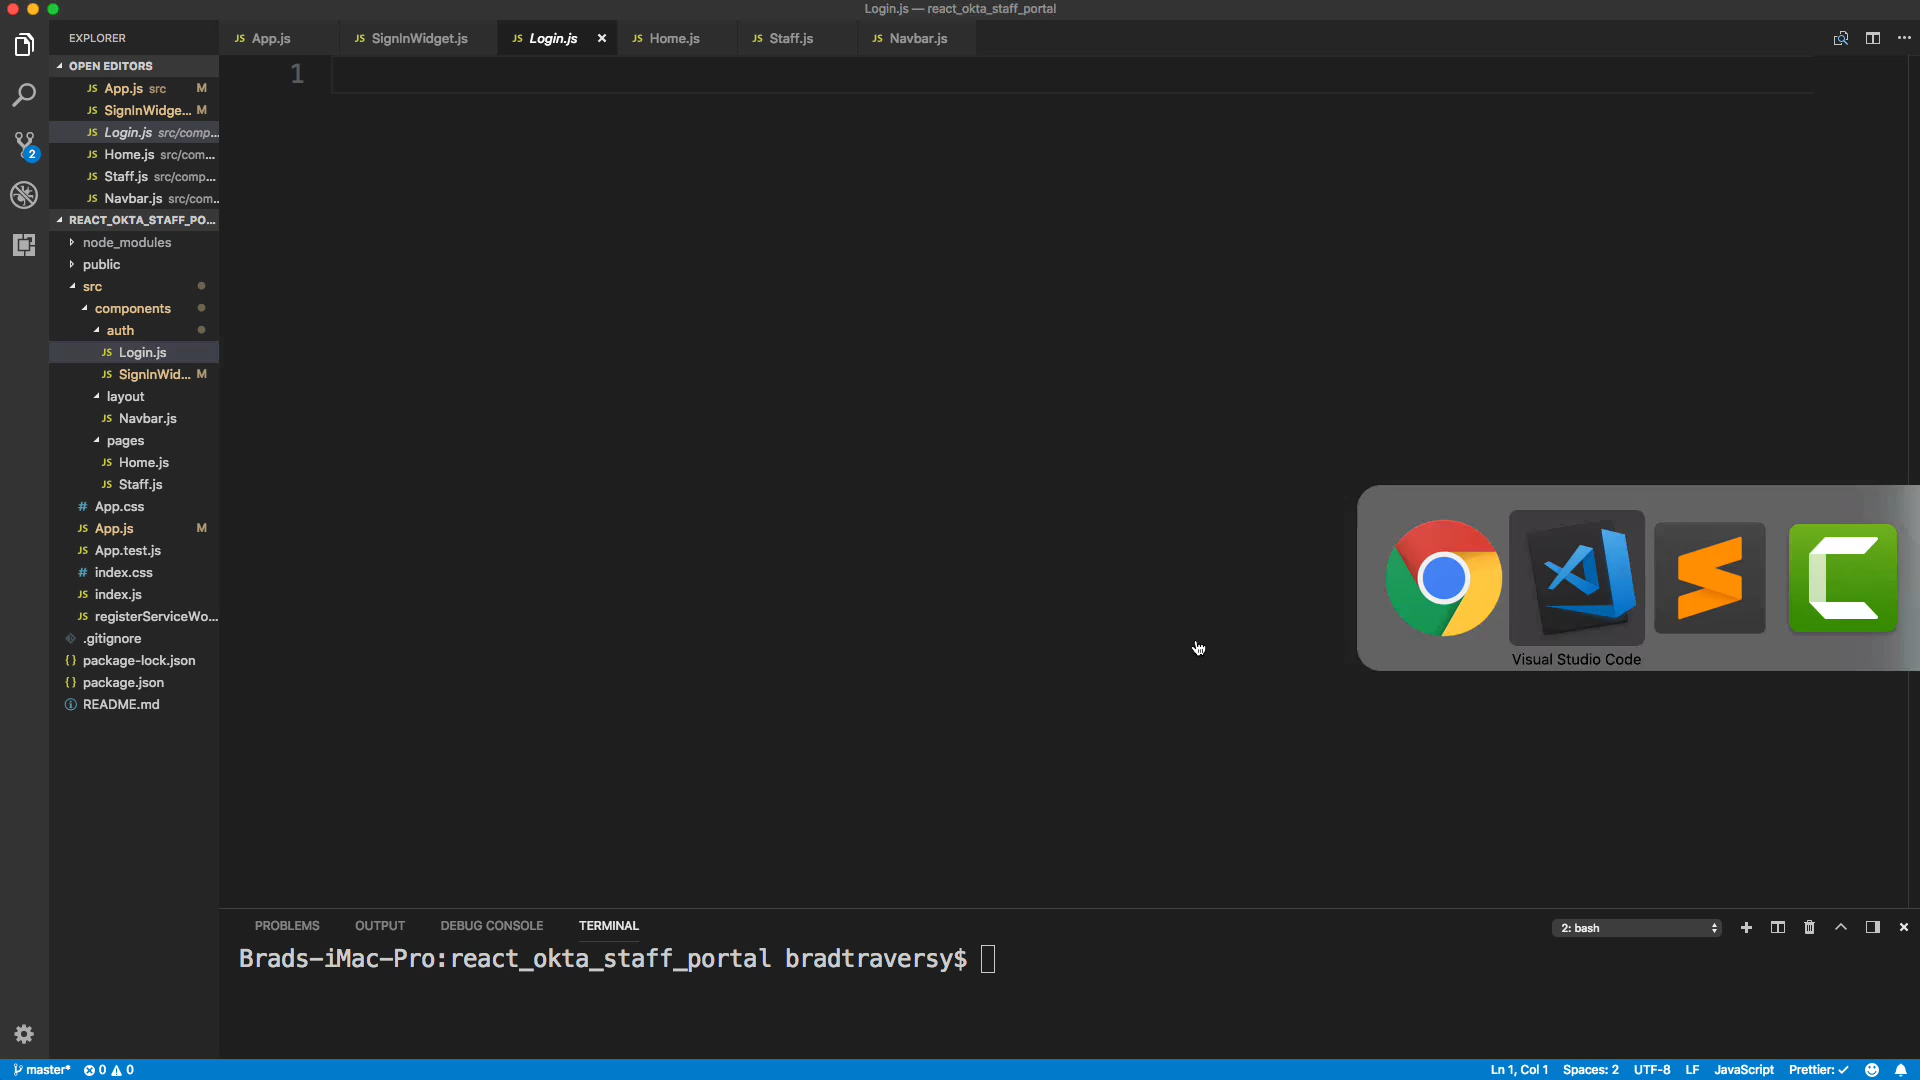 Login.js — react_okta_staff_portal
EXPLORER
JS App.js
JS SignInWidget.js
JS Login.js
JS Home.js
JS Staff.js
JS Navbar.js
OPEN EDITORS
JS App.js src M
JS SignInWidge... M
JS Login.js src/comp...
JS Home.js src/com...
JS Staff.js src/comp...
JS Navbar.js src/com...
REACT_OKTA_STAFF_PO...
node_modules
public
src
components
auth
JS Login.js
JS SignInWid... M
layout
JS Navbar.js
pages
JS Home.js
JS Staff.js
# App.css
JS App.js M
JS App.test.js
# index.css
JS index.js
JS registerServiceWo...
.gitignore
{} package-lock.json
{} package.json
README.md
1
2
Visual Studio Code
PROBLEMS
OUTPUT
DEBUG CONSOLE
TERMINAL
2: bash
Brads-iMac-Pro:react_okta_staff_portal bradtraversy$
master*
0
0
Ln 1, Col 1
Spaces: 2
UTF-8
LF
JavaScript
Prettier: ✓